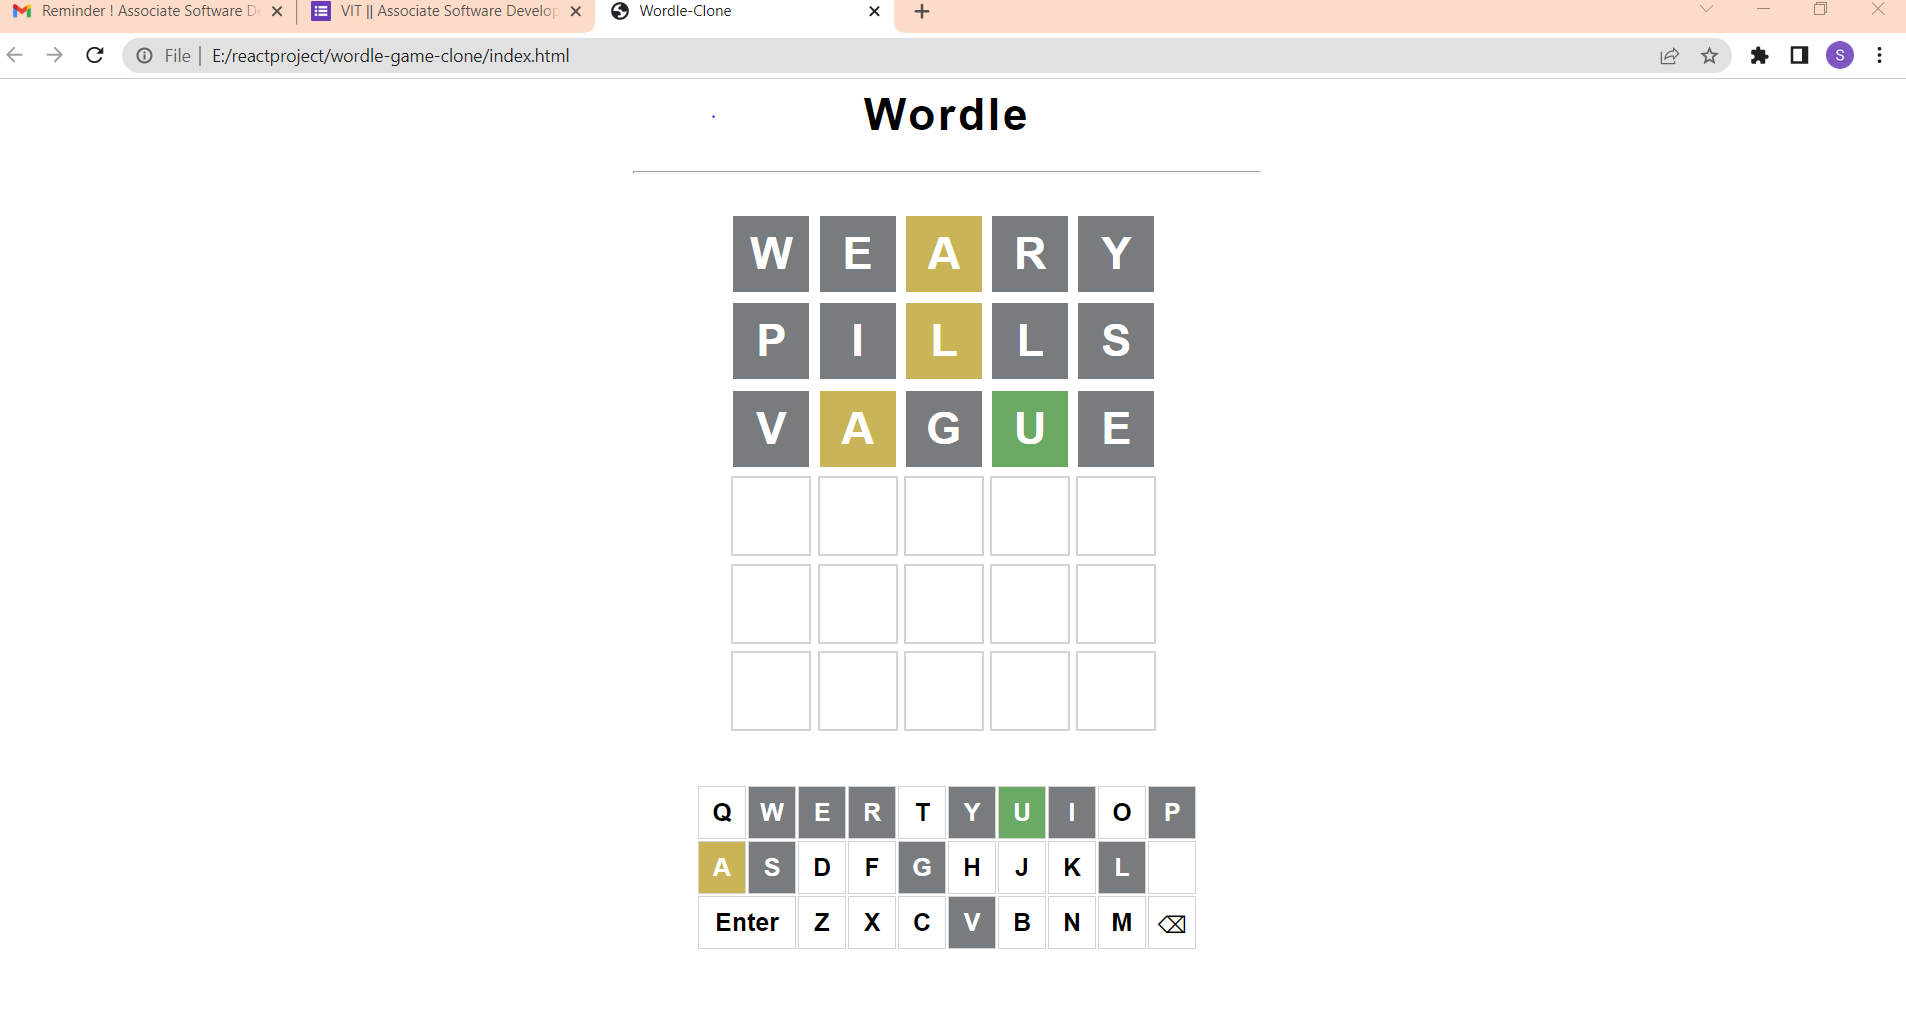 Reminder ! Associate Software D
VIT || Associate Software Develop
Wordle-Clone
File | E:/reactproject/wordle-game-clone/index.html
S
Wordle
W E A R Y
P I L L S
V A G U E
Q W E R T Y U I O P
A S D F G H J K L
Enter Z X C V B N M ⌫